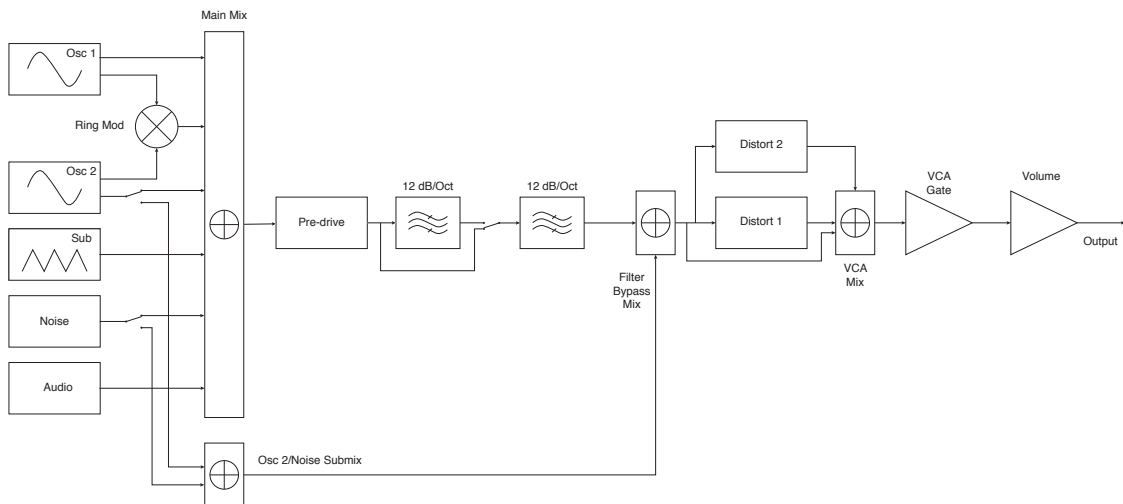 Main Mix
Osc 1
Ring Mod
Osc 2
Sub
Noise
Audio
Pre-drive
12 dB/Oct
12 dB/Oct
Filter
Bypass
Mix
Distort 2
Distort 1
VCA
Mix
VCA
Gate
Volume
Output
Osc 2/Noise Submix